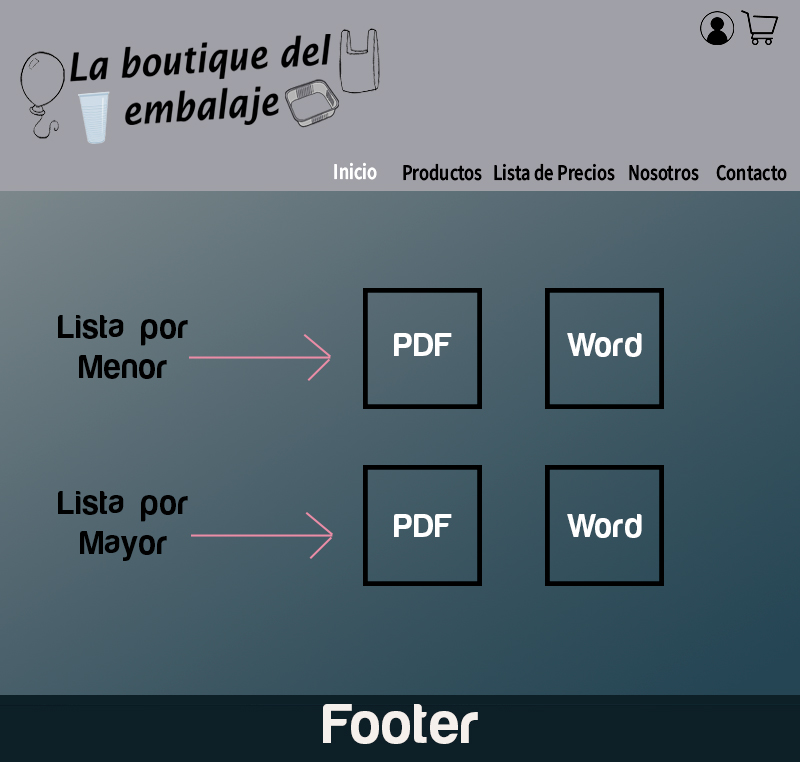 La boutique del
embalaje
Inicio Productos Lista de Precios Nosotros Contacto
Lista por
Menor
PDF
Word
Lista por
Mayor
PDF
Word
Footer